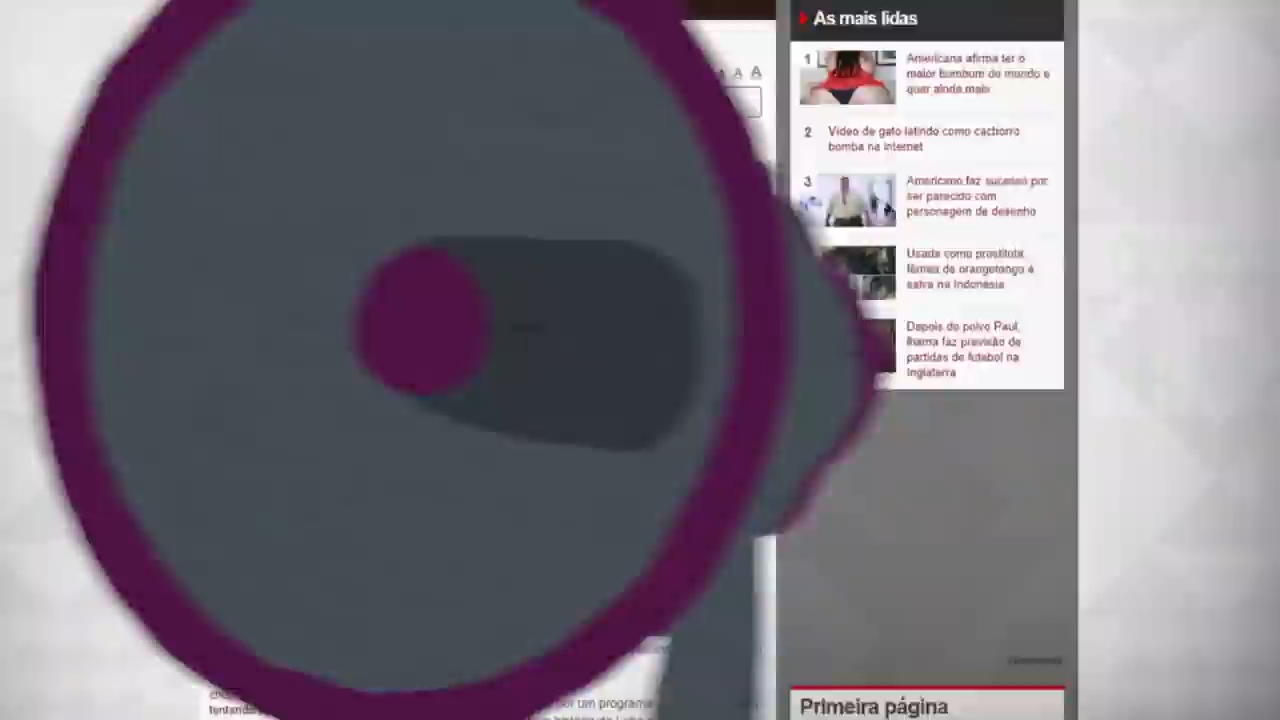 As mais lidas
A A
1
Americana afirma ter o
maior bumbum do mundo e
quer ainda mais
2
Vídeo de gato latindo como cachorro
bomba na internet
3
Americano faz sucesso por
ser parecido com
personagem de desenho
Usada como prostituta,
fêmea de orangotango é
salva na Indonésia
Depois do polvo Paul,
lhama faz previsão de
partidas de futebol na
Inglaterra
um programa
Primeira página